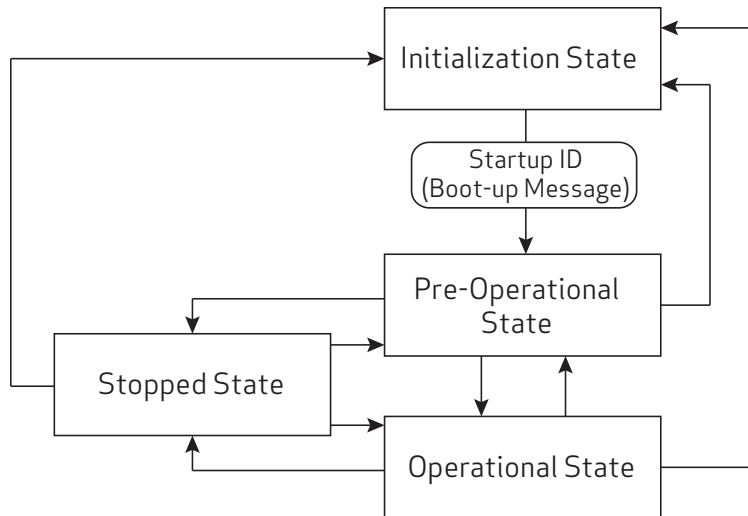 Initialization State
Startup ID
(Boot-up Message)
Pre-Operational
State
Stopped State
Operational State